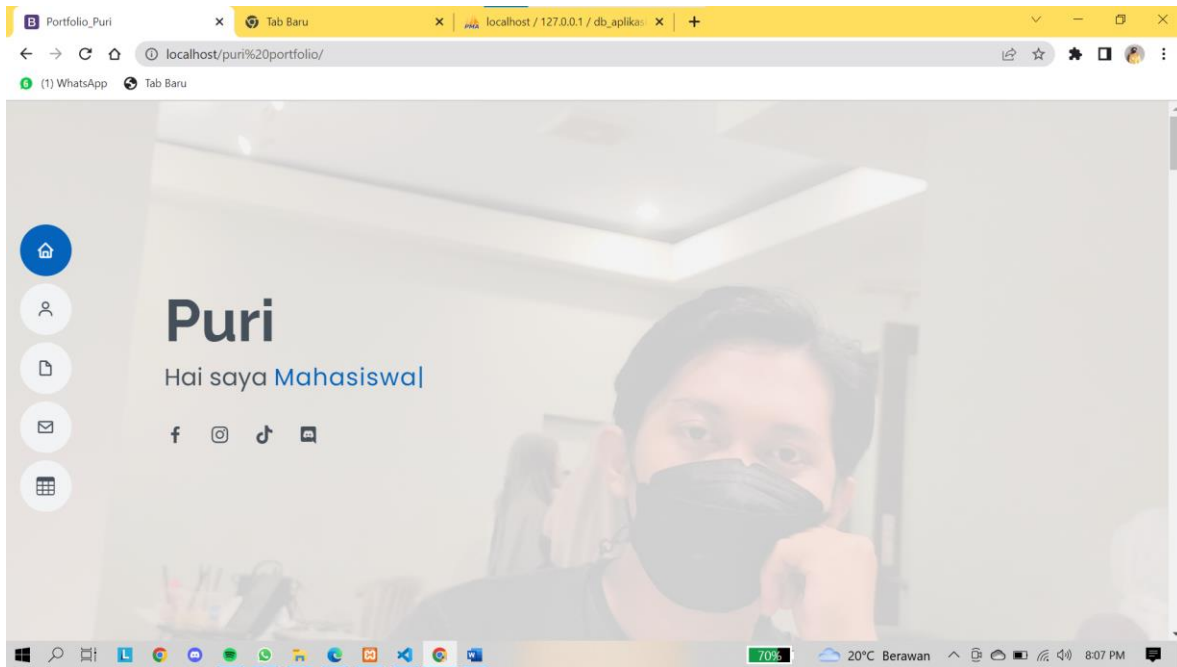 Portfolio_Puri
Tab Baru
localhost / 127.0.0.1 / db_aplikasi
localhost/puri%20portfolio/
(1) WhatsApp
Tab Baru
Puri
Hai saya Mahasiswa|
70%
20°C Berawan
8:07 PM